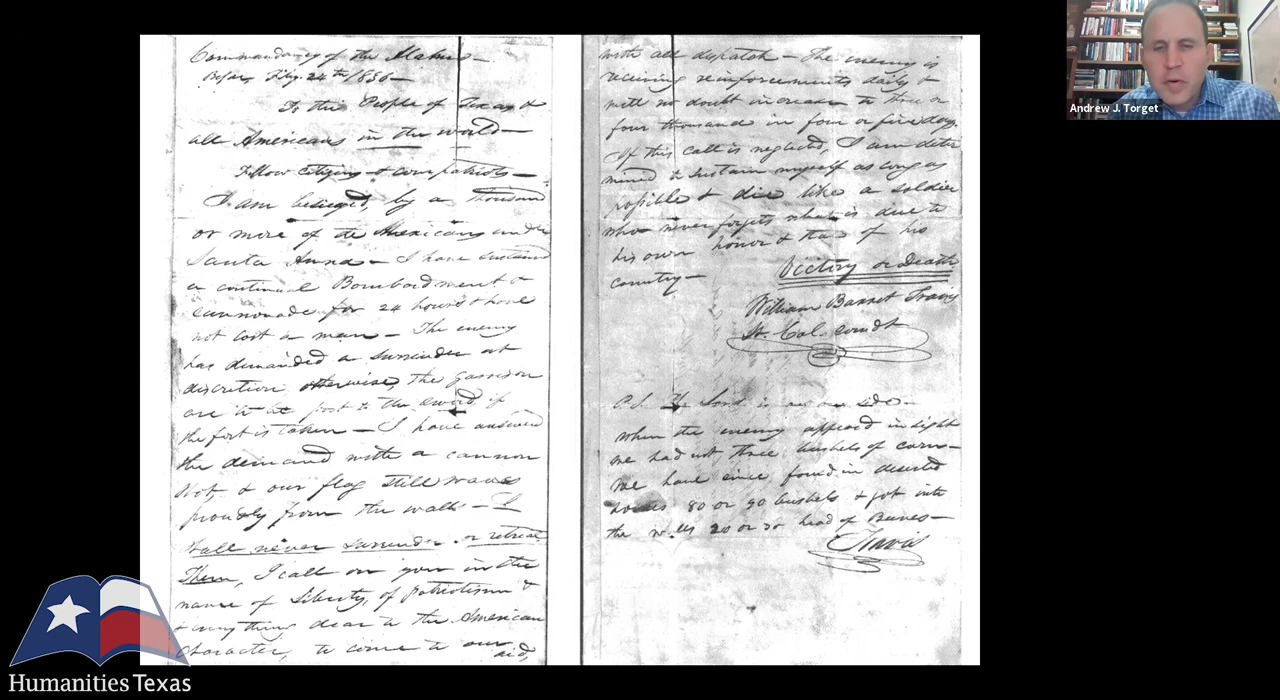 Commandancy of the Alamo—
Bejar, Feby. 24th 1836—
To the People of Texas &
all Americans in the world—
Fellow citizens & compatriots—
I am besieged, by a thousand
or more of the Mexicans under
Santa Anna— I have sustained
a continual Bombardment &
cannonade for 24 hours & have
not lost a man— The enemy
has demanded a surrender at
discretion, otherwise, the garrison
are to be put to the sword, if
the fort is taken— I have answered
the demand with a cannon
shot, & our flag still waves
proudly from the walls— I
shall never surrender or retreat
Then, I call on you in the
name of Liberty, of patriotism &
everything dear to the American
character, to come to our
aid,
with all dispatch— The enemy is
receiving reinforcements daily &
will no doubt increase to three or
four thousand in four or five days.
If this call is neglected, I am deter
mined to sustain myself as long as
possible & die like a soldier
who never forgets what is due to
his own honor & that of his
country—
Victory or Death
William Barret Travis
Lt. Col. comdt
P.S. The Lord is on our side—
When the enemy appeared in sight
we had not three bushels of corn—
We have since found in deserted
houses 80 or 90 bushels & got into
the walls 20 or 30 head of Beeves—
Travis
Andrew J. Torget
Humanities Texas